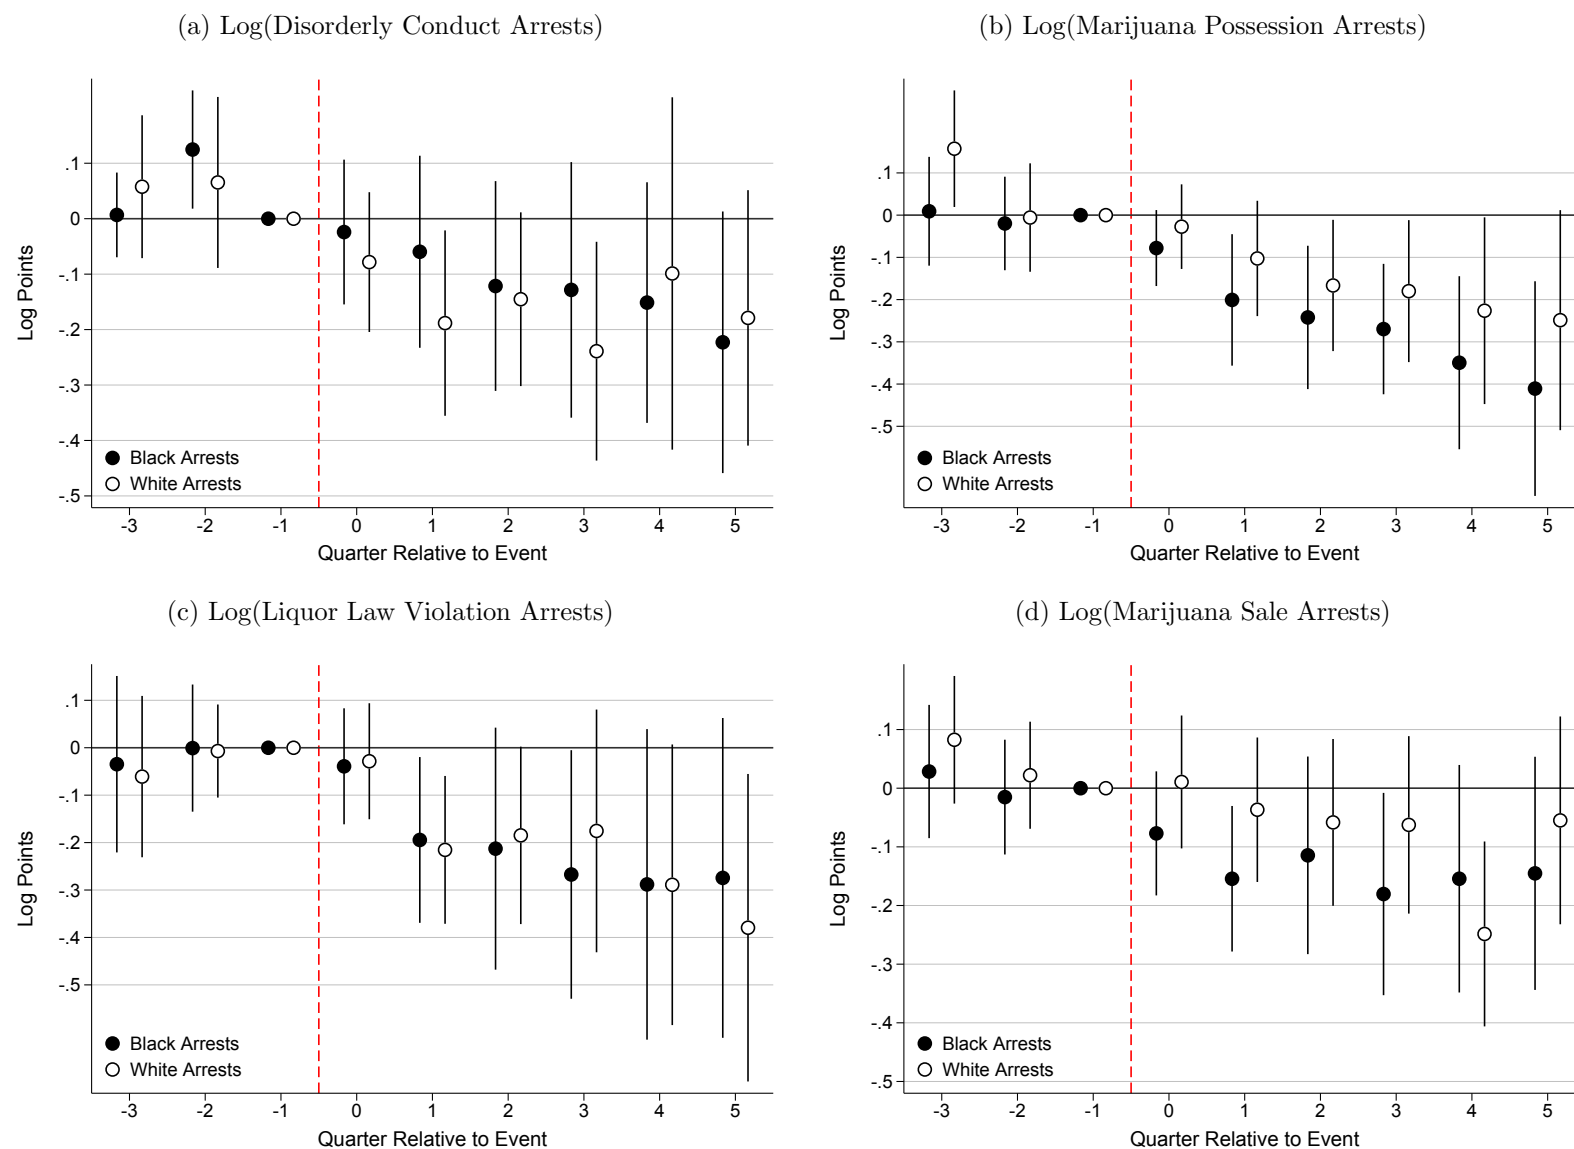 (a) Log(Disorderly Conduct Arrests)
.1
0
-.1
-.2
-.3
-.4
-.5
Log Points
Black Arrests
White Arrests
-3 -2 -1 0 1 2 3 4 5
Quarter Relative to Event
(b) Log(Marijuana Possession Arrests)
.1
0
-.1
-.2
-.3
-.4
-.5
Log Points
Black Arrests
White Arrests
-3 -2 -1 0 1 2 3 4 5
Quarter Relative to Event
(c) Log(Liquor Law Violation Arrests)
.1
0
-.1
-.2
-.3
-.4
-.5
Log Points
Black Arrests
White Arrests
-3 -2 -1 0 1 2 3 4 5
Quarter Relative to Event
(d) Log(Marijuana Sale Arrests)
.1
0
-.1
-.2
-.3
-.4
-.5
Log Points
Black Arrests
White Arrests
-3 -2 -1 0 1 2 3 4 5
Quarter Relative to Event